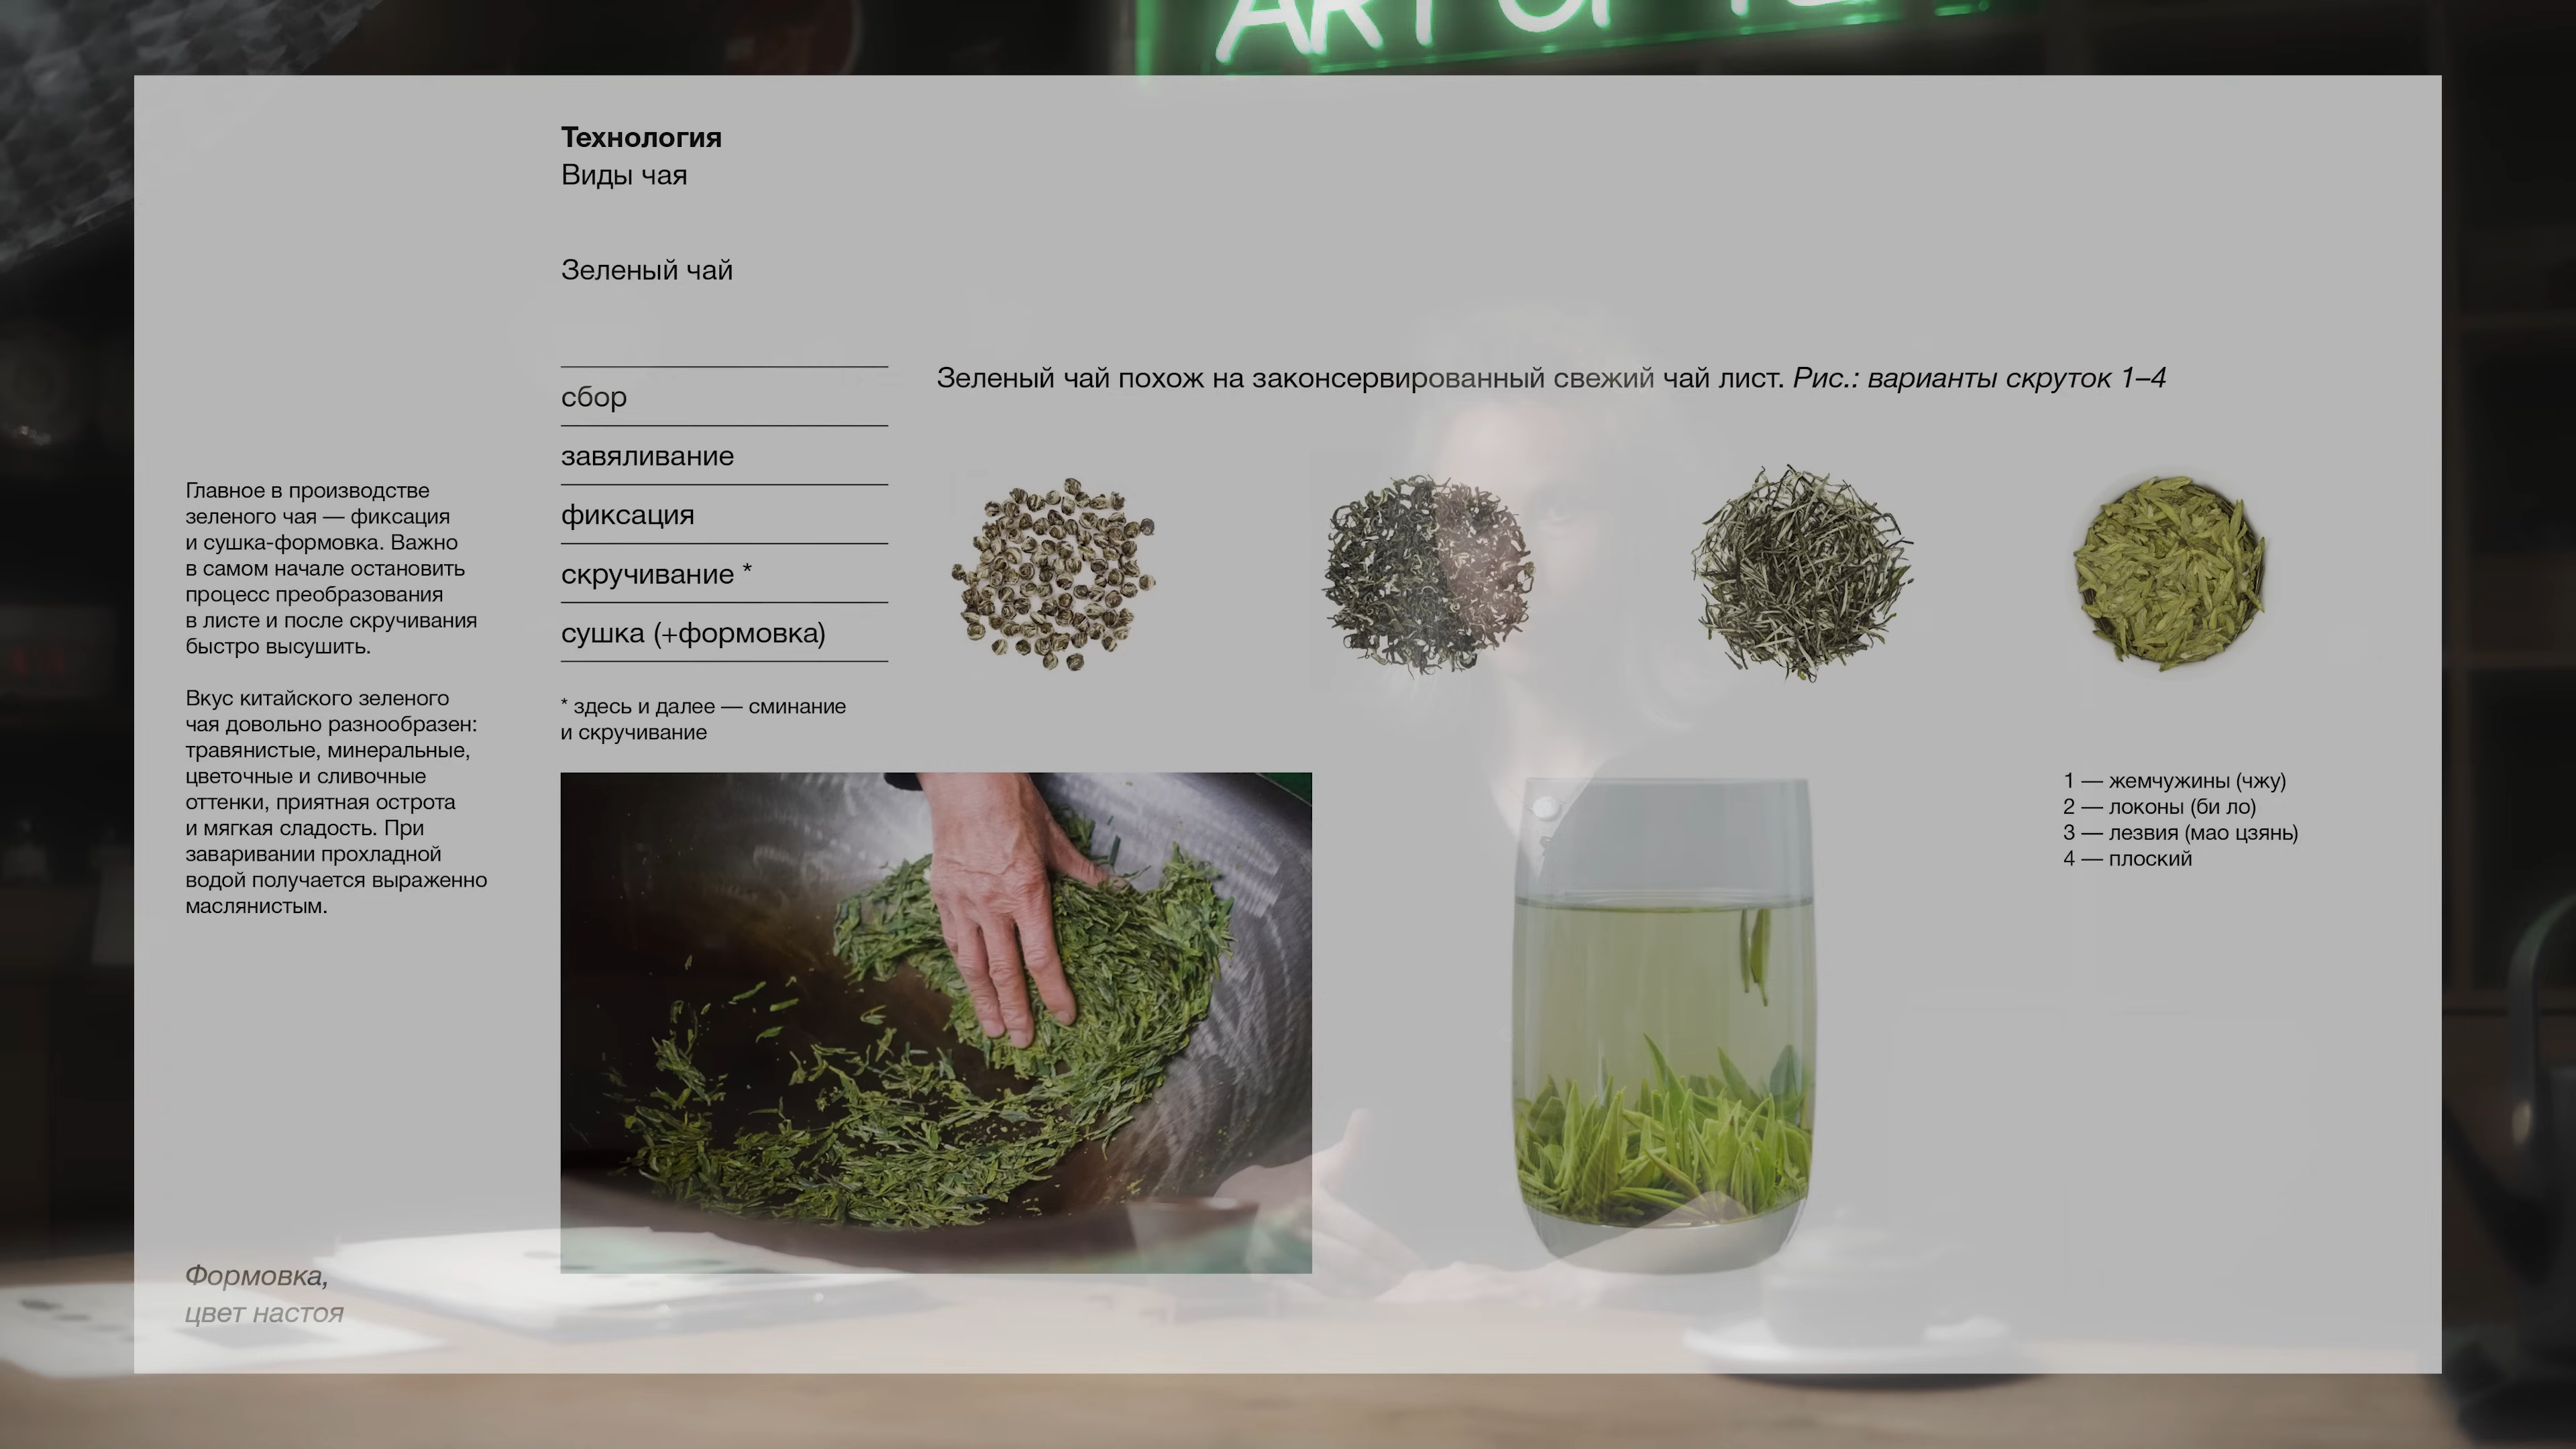 ART OF TE
Технология
Виды чая
Зеленый чай
сбор
завяливание
фиксация
скручивание *
сушка (+формовка)
* здесь и далее — сминание
и скручивание
Зеленый чай похож на законсервированный свежий чай лист. Рис.: варианты скруток 1–4
Главное в производстве
зеленого чая — фиксация
и сушка-формовка. Важно
в самом начале остановить
процесс преобразования
в листе и после скручивания
быстро высушить.
Вкус китайского зеленого
чая довольно разнообразен:
травянистые, минеральные,
цветочные и сливочные
оттенки, приятная острота
и мягкая сладость. При
заваривании прохладной
водой получается выраженно
маслянистым.
1 — жемчужины (чжу)
2 — локоны (би ло)
3 — лезвия (мао цзянь)
4 — плоский
Формовка,
цвет настоя